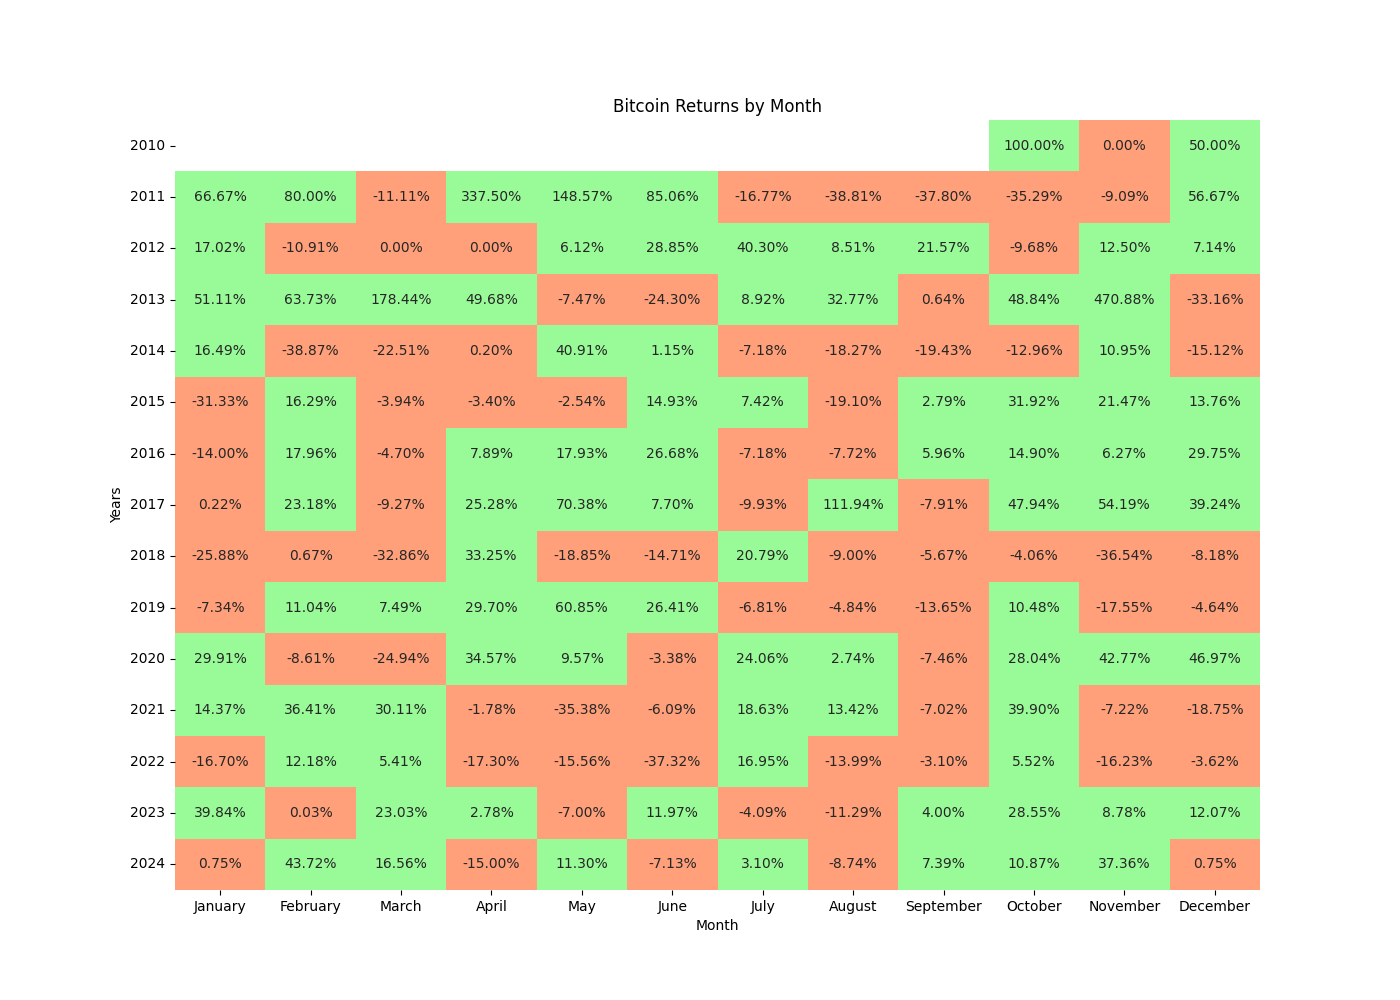 Bitcoin Returns by Month
2010 100.00% 0.00% 50.00%
2011 66.67% 80.00% -11.11% 337.50% 148.57% 85.06% -16.77% -38.81% -37.80% -35.29% -9.09% 56.67%
2012 17.02% -10.91% 0.00% 0.00% 6.12% 28.85% 40.30% 8.51% 21.57% -9.68% 12.50% 7.14%
2013 51.11% 63.73% 178.44% 49.68% -7.47% -24.30% 8.92% 32.77% 0.64% 48.84% 470.88% -33.16%
2014 16.49% -38.87% -22.51% 0.20% 40.91% 1.15% -7.18% -18.27% -19.43% -12.96% 10.95% -15.12%
2015 -31.33% 16.29% -3.94% -3.40% -2.54% 14.93% 7.42% -19.10% 2.79% 31.92% 21.47% 13.76%
2016 -14.00% 17.96% -4.70% 7.89% 17.93% 26.68% -7.18% -7.72% 5.96% 14.90% 6.27% 29.75%
Years
2017 0.22% 23.18% -9.27% 25.28% 70.38% 7.70% -9.93% 111.94% -7.91% 47.94% 54.19% 39.24%
2018 -25.88% 0.67% -32.86% 33.25% -18.85% -14.71% 20.79% -9.00% -5.67% -4.06% -36.54% -8.18%
2019 -7.34% 11.04% 7.49% 29.70% 60.85% 26.41% -6.81% -4.84% -13.65% 10.48% -17.55% -4.64%
2020 29.91% -8.61% -24.94% 34.57% 9.57% -3.38% 24.06% 2.74% -7.46% 28.04% 42.77% 46.97%
2021 14.37% 36.41% 30.11% -1.78% -35.38% -6.09% 18.63% 13.42% -7.02% 39.90% -7.22% -18.75%
2022 -16.70% 12.18% 5.41% -17.30% -15.56% -37.32% 16.95% -13.99% -3.10% 5.52% -16.23% -3.62%
2023 39.84% 0.03% 23.03% 2.78% -7.00% 11.97% -4.09% -11.29% 4.00% 28.55% 8.78% 12.07%
2024 0.75% 43.72% 16.56% -15.00% 11.30% -7.13% 3.10% -8.74% 7.39% 10.87% 37.36% 0.75%
January February March April May June July August September October November December
Month